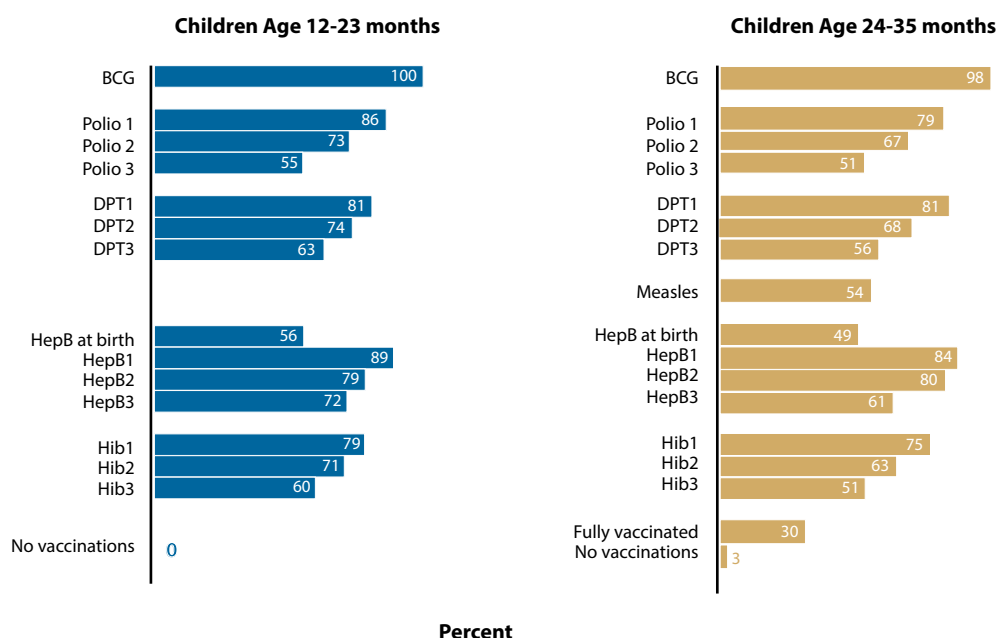 Children Age 12-23 months
BCG 100
Polio 1 86
Polio 2 73
Polio 3 55
DPT1 81
DPT2 74
DPT3 63
HepB at birth 56
HepB1 89
HepB2 79
HepB3 72
Hib1 79
Hib2 71
Hib3 60
No vaccinations 0
Children Age 24-35 months
BCG 98
Polio 1 79
Polio 2 67
Polio 3 51
DPT1 81
DPT2 68
DPT3 56
Measles 54
HepB at birth 49
HepB1 84
HepB2 80
HepB3 61
Hib1 75
Hib2 63
Hib3 51
Fully vaccinated 30
No vaccinations 3
Percent